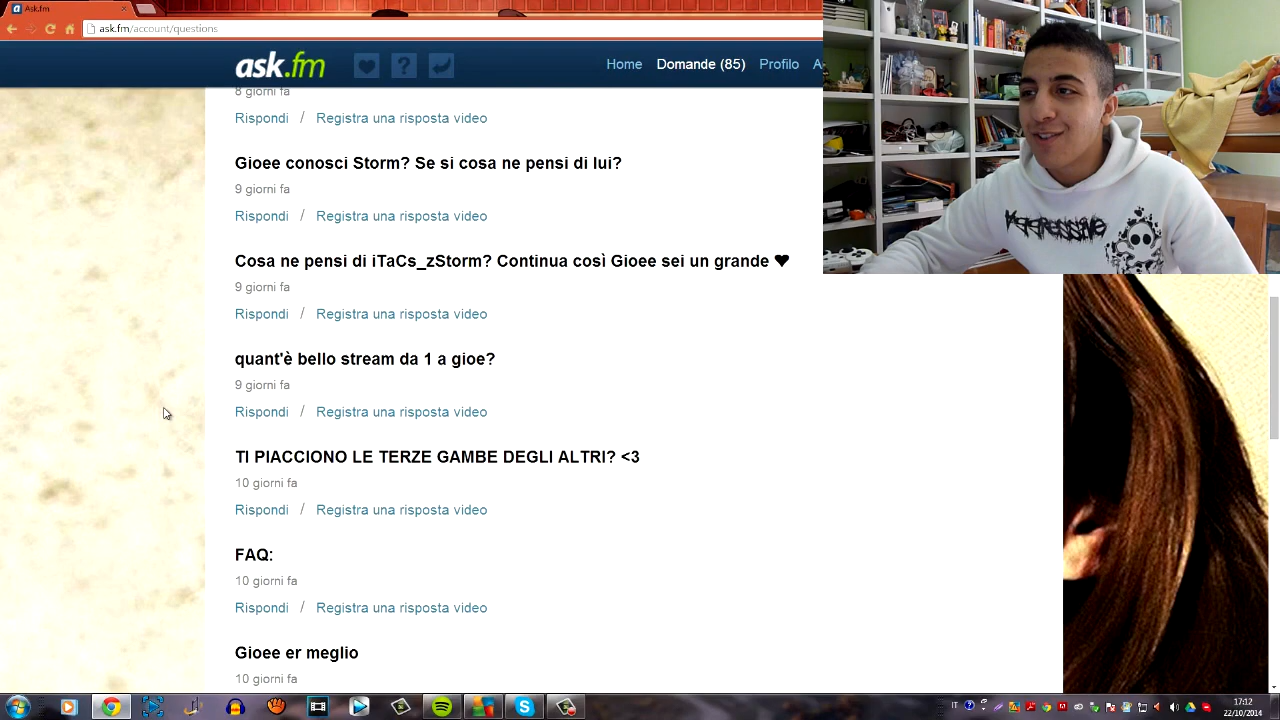 Ask.fm
ask.fm/account/questions
ask.fm
?
Home
Domande (85)
Profilo
A
8 giorni fa
Rispondi / Registra una risposta video
Gioee conosci Storm? Se si cosa ne pensi di lui?
9 giorni fa
Rispondi / Registra una risposta video
Cosa ne pensi di iTaCs_zStorm? Continua così Gioee sei un grande ♥
9 giorni fa
Rispondi / Registra una risposta video
quant'è bello stream da 1 a gioe?
9 giorni fa
Rispondi / Registra una risposta video
TI PIACCIONO LE TERZE GAMBE DEGLI ALTRI? <3
10 giorni fa
Rispondi / Registra una risposta video
FAQ:
10 giorni fa
Rispondi / Registra una risposta video
Gioee er meglio
10 giorni fa
AGGRESSIVE
IT
17:12
22/10/2014